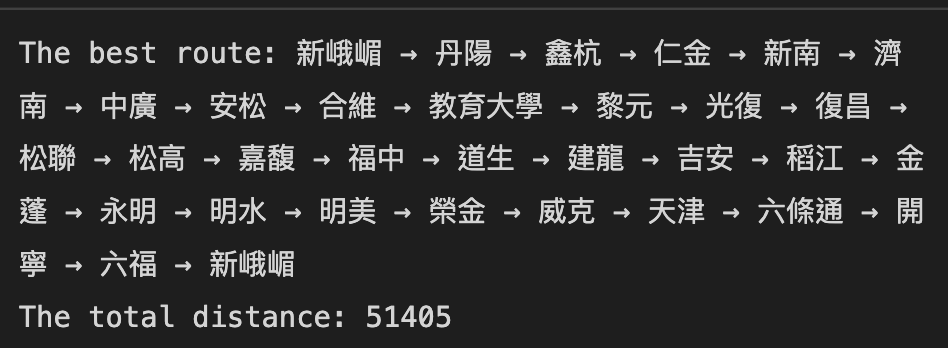 The best route: 新峨嵋 → 丹陽 → 鑫杭 → 仁金 → 新南 → 濟
南 → 中廣 → 安松 → 合維 → 教育大學 → 黎元 → 光復 → 復昌 →
松聯 → 松高 → 嘉馥 → 福中 → 道生 → 建龍 → 吉安 → 稻江 → 金
蓬 → 永明 → 明水 → 明美 → 榮金 → 威克 → 天津 → 六條通 → 開
寧 → 六福 → 新峨嵋
The total distance: 51405